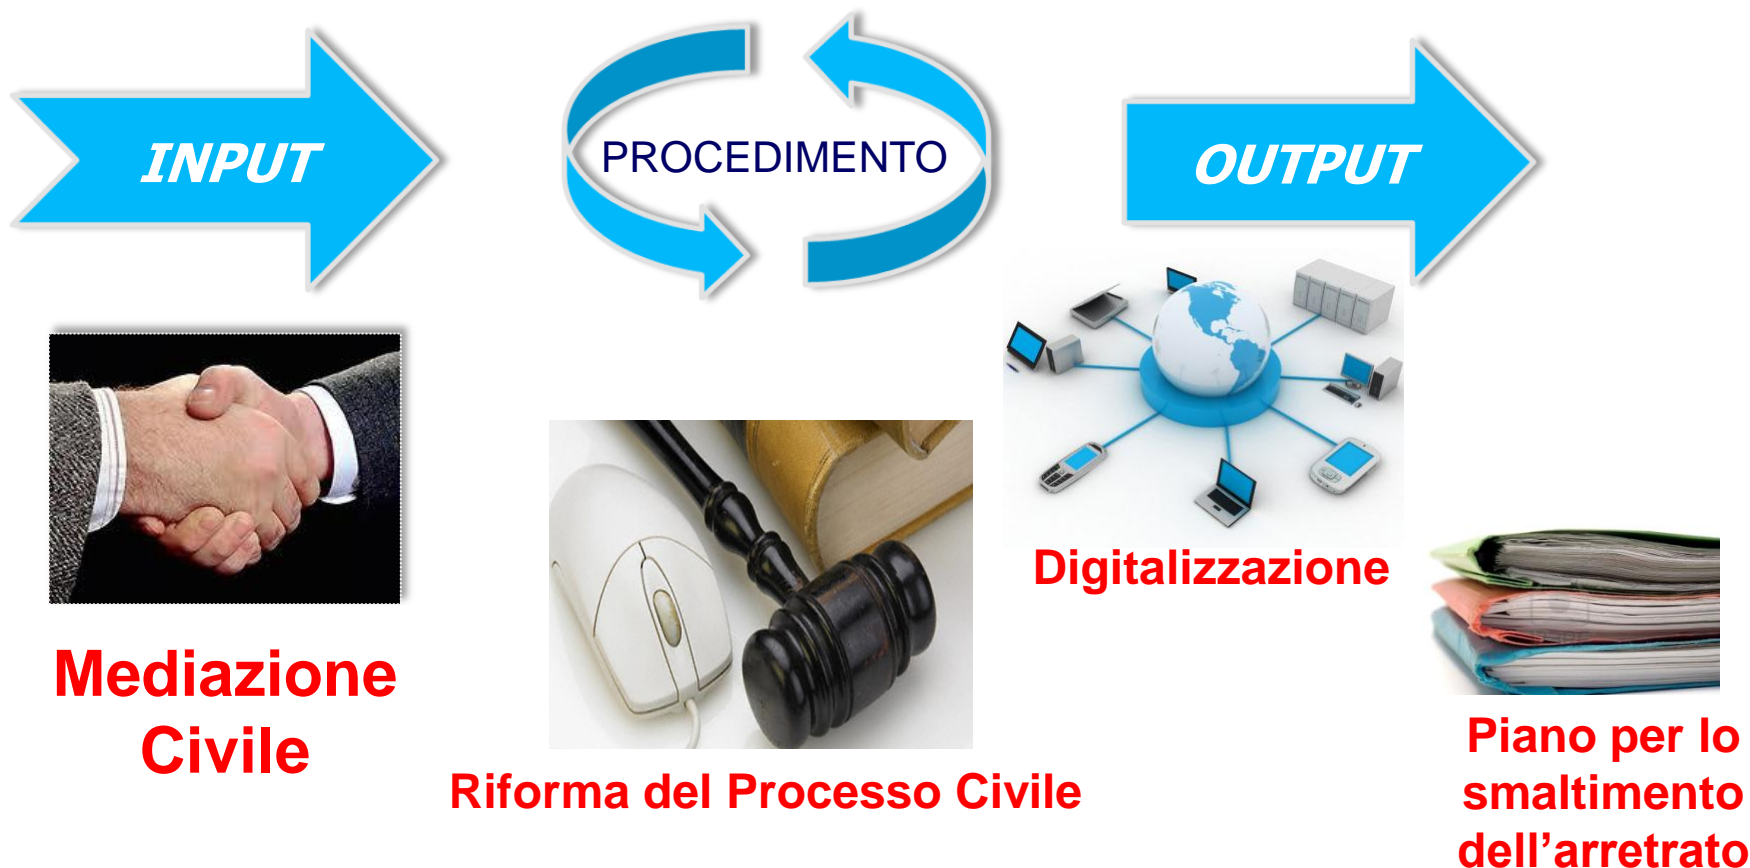 INPUT
PROCEDIMENTO
OUTPUT
Mediazione
Civile
Riforma del Processo Civile
Digitalizzazione
Piano per lo
smaltimento
dell’arretrato